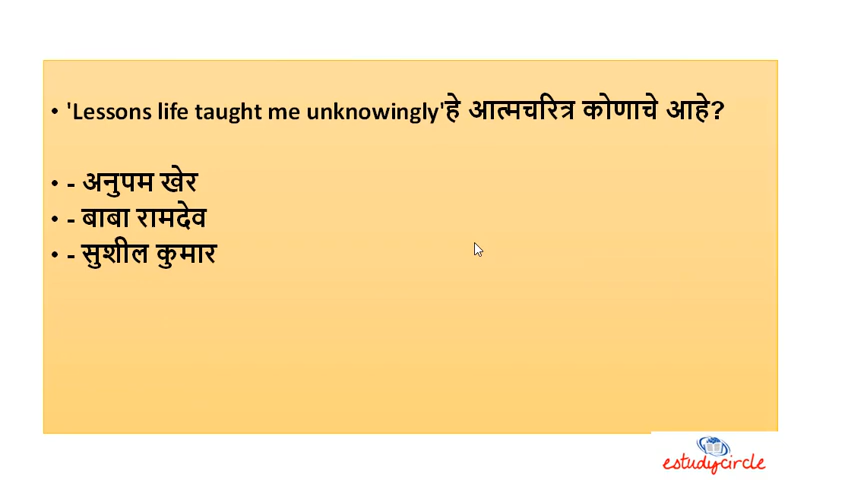 • 'Lessons life taught me unknowingly'हे आत्मचरित्र कोणाचे आहे?
• - अनुपम खेर
• - बाबा रामदेव
• - सुशील कुमार
estudycircle